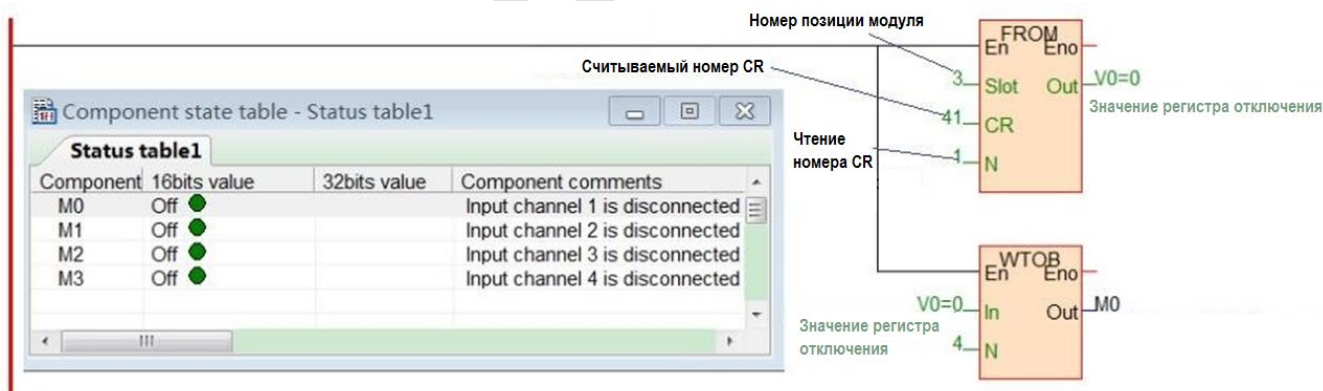 Номер позиции модуля
Считываемый номер CR
Чтение
номера CR
FROM
En Eno
3 Slot Out V0=0
Значение регистра отключения
41 CR
1 N
Component state table - Status table1
Status table1
Component 16bits value 32bits value Component comments
M0 Off Input channel 1 is disconnected
M1 Off Input channel 2 is disconnected
M2 Off Input channel 3 is disconnected
M3 Off Input channel 4 is disconnected
WTOB
En Eno
V0=0 In Out M0
Значение регистра
отключения
4 N